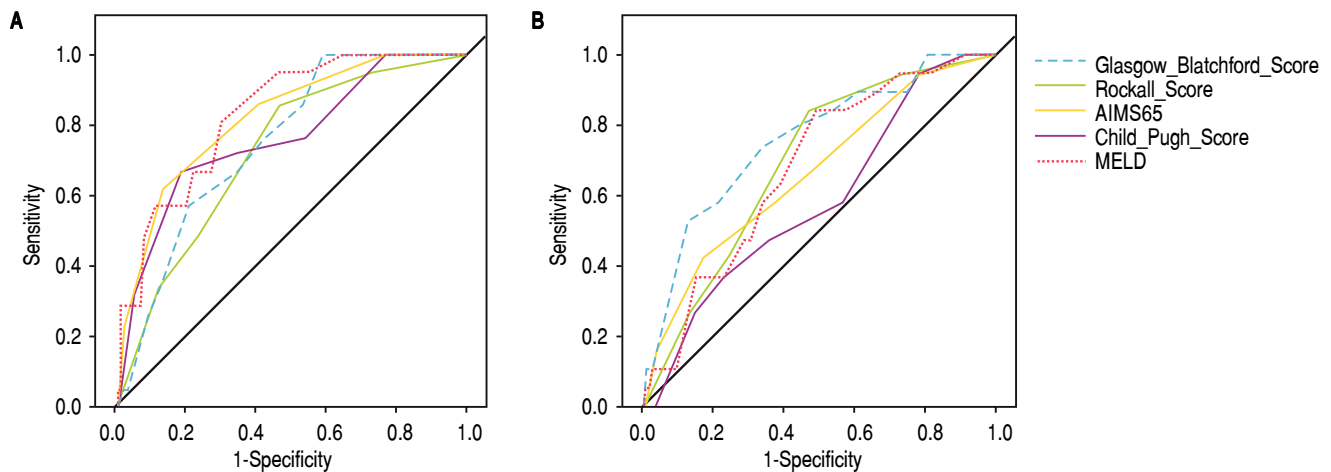 A
1.0
0.8
0.6
0.4
0.2
0.0
Sensitivity
0.0 0.2 0.4 0.6 0.8 1.0
1-Specificity
B
1.0
0.8
0.6
0.4
0.2
0.0
Sensitivity
0.0 0.2 0.4 0.6 0.8 1.0
1-Specificity
Glasgow_Blatchford_Score
Rockall_Score
AIMS65
Child_Pugh_Score
MELD